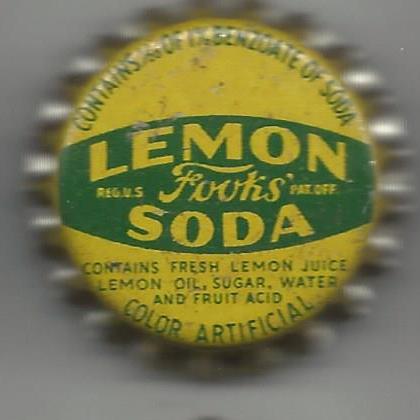 CONTAINS 1/10 OF 1% BENZOATE OF SODA
LEMON
REG. U.S. Fooks' PAT. OFF.
SODA
CONTAINS FRESH LEMON JUICE
LEMON OIL, SUGAR, WATER
AND FRUIT ACID
COLOR ARTIFICIAL